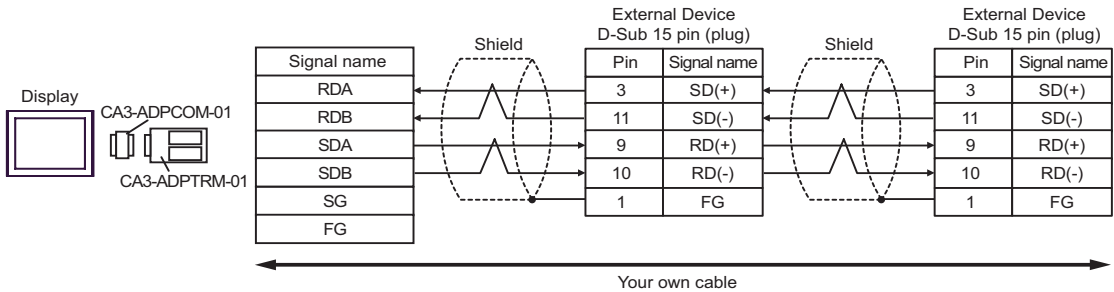 External Device
D-Sub 15 pin (plug)
External Device
D-Sub 15 pin (plug)
Shield
Shield
Signal name
Pin Signal name
Pin Signal name
RDA 3 SD(+) 3 SD(+)
RDB 11 SD(-) 11 SD(-)
SDA 9 RD(+) 9 RD(+)
SDB 10 RD(-) 10 RD(-)
SG 1 FG 1 FG
FG
Display
CA3-ADPCOM-01
CA3-ADPTRM-01
Your own cable